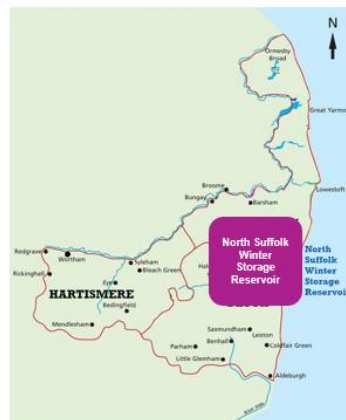 N
Ormesby
Broad
Great Yarmo
Lowestoft
Broome
Bungay
Barsham
Redgrave
Wortham
Rickinghall
Syleham
Bleach Green
Eye
HARTISMERE
Bedingfield
Mendlesham
North Suffolk
Winter
Storage
Reservoir
North
Suffolk
Winter
Storage
Reservoir
Hal
Saxmundham
Leiston
Benhall
Coldfair Green
Parham
Little Glemham
Aldeburgh